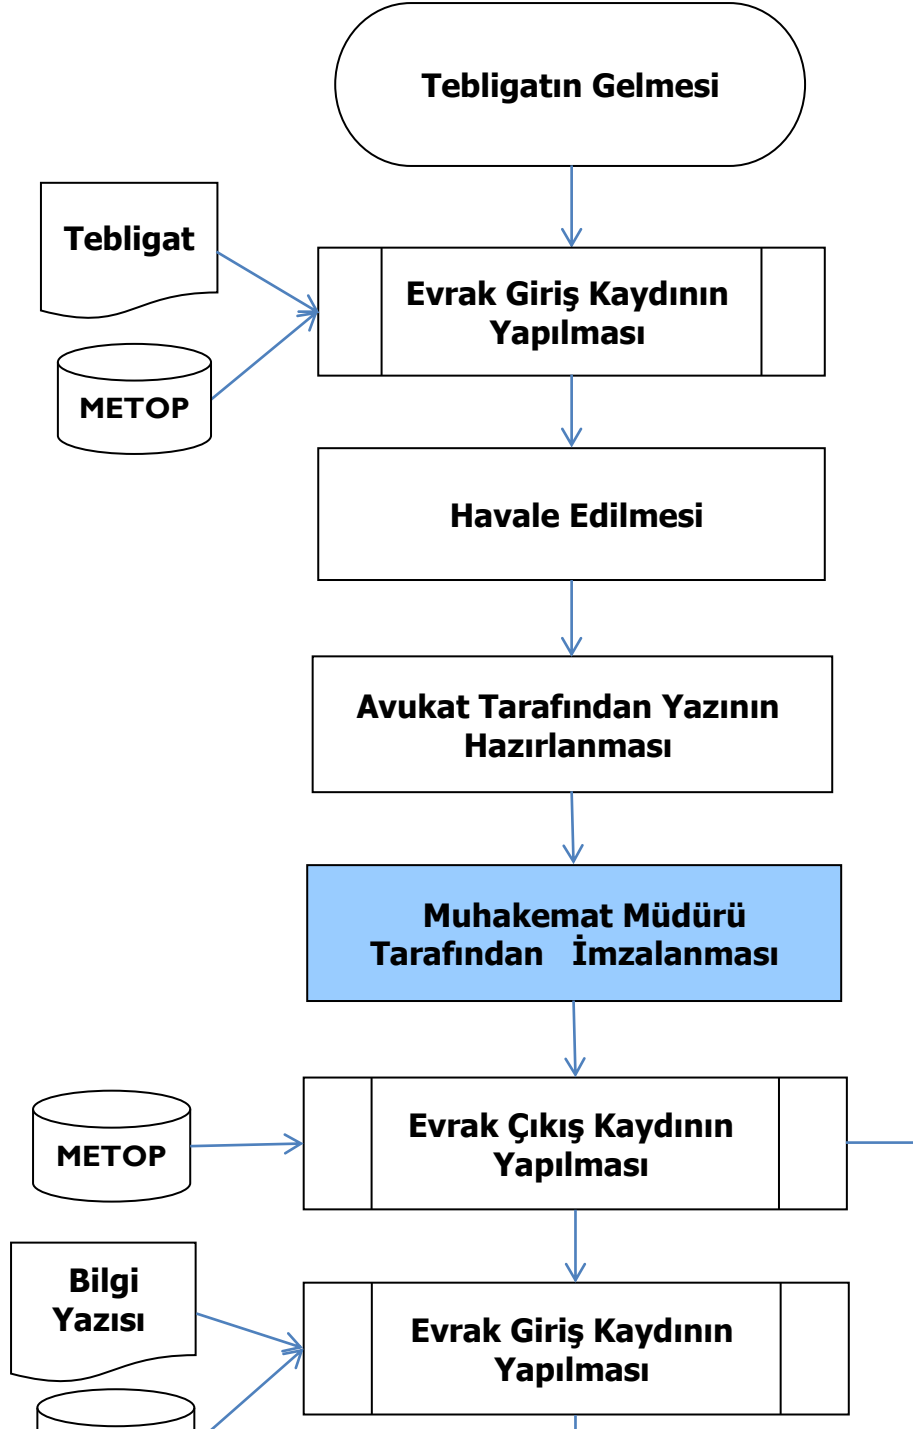 Tebligatın Gelmesi
Tebligat
Evrak Giriş Kaydının
Yapılması
METOP
Havale Edilmesi
Avukat Tarafından Yazının
Hazırlanması
Muhakemat Müdürü
Tarafından İmzalanması
Evrak Çıkış Kaydının
Yapılması
METOP
Bilgi
Yazısı
Evrak Giriş Kaydının
Yapılması